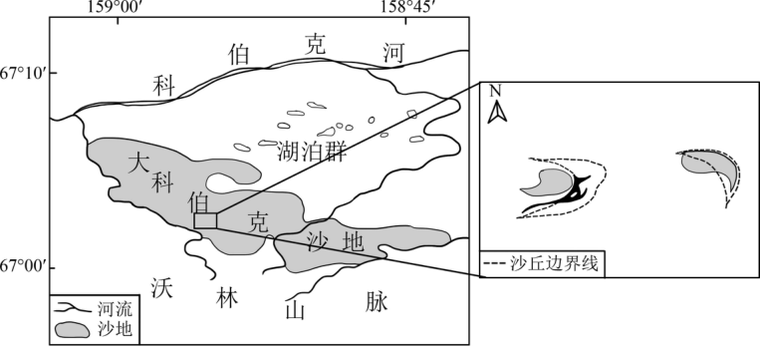 159°00′ 158°45′
67°10′
67°00′
科 伯 克 河
湖泊群
大 科 伯 克 沙 地
沃 林 山 脉
河流
沙地
N
沙丘边界线